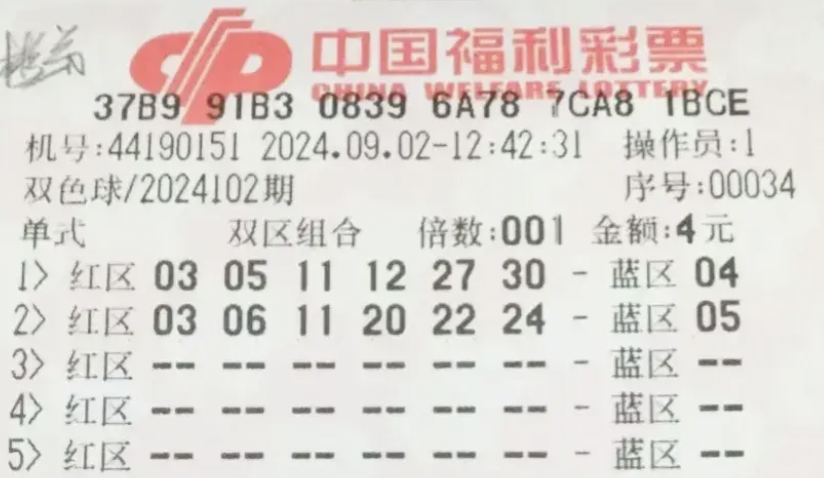 中国福利彩票
CHINA WELFARE LOTTERY
37B9 91B3 0839 6A78 7CA8 1BCE
机号:44190151 2024.09.02-12:42:31 操作员:1
双色球/2024102期 序号:00034
单式 双区组合 倍数:001 金额:4元
1> 红区 03 05 11 12 27 30 - 蓝区 04
2> 红区 03 06 11 20 22 24 - 蓝区 05
3> 红区 -- -- -- -- -- -- - 蓝区 --
4> 红区 -- -- -- -- -- -- - 蓝区 --
5> 红区 -- -- -- -- -- -- - 蓝区 --